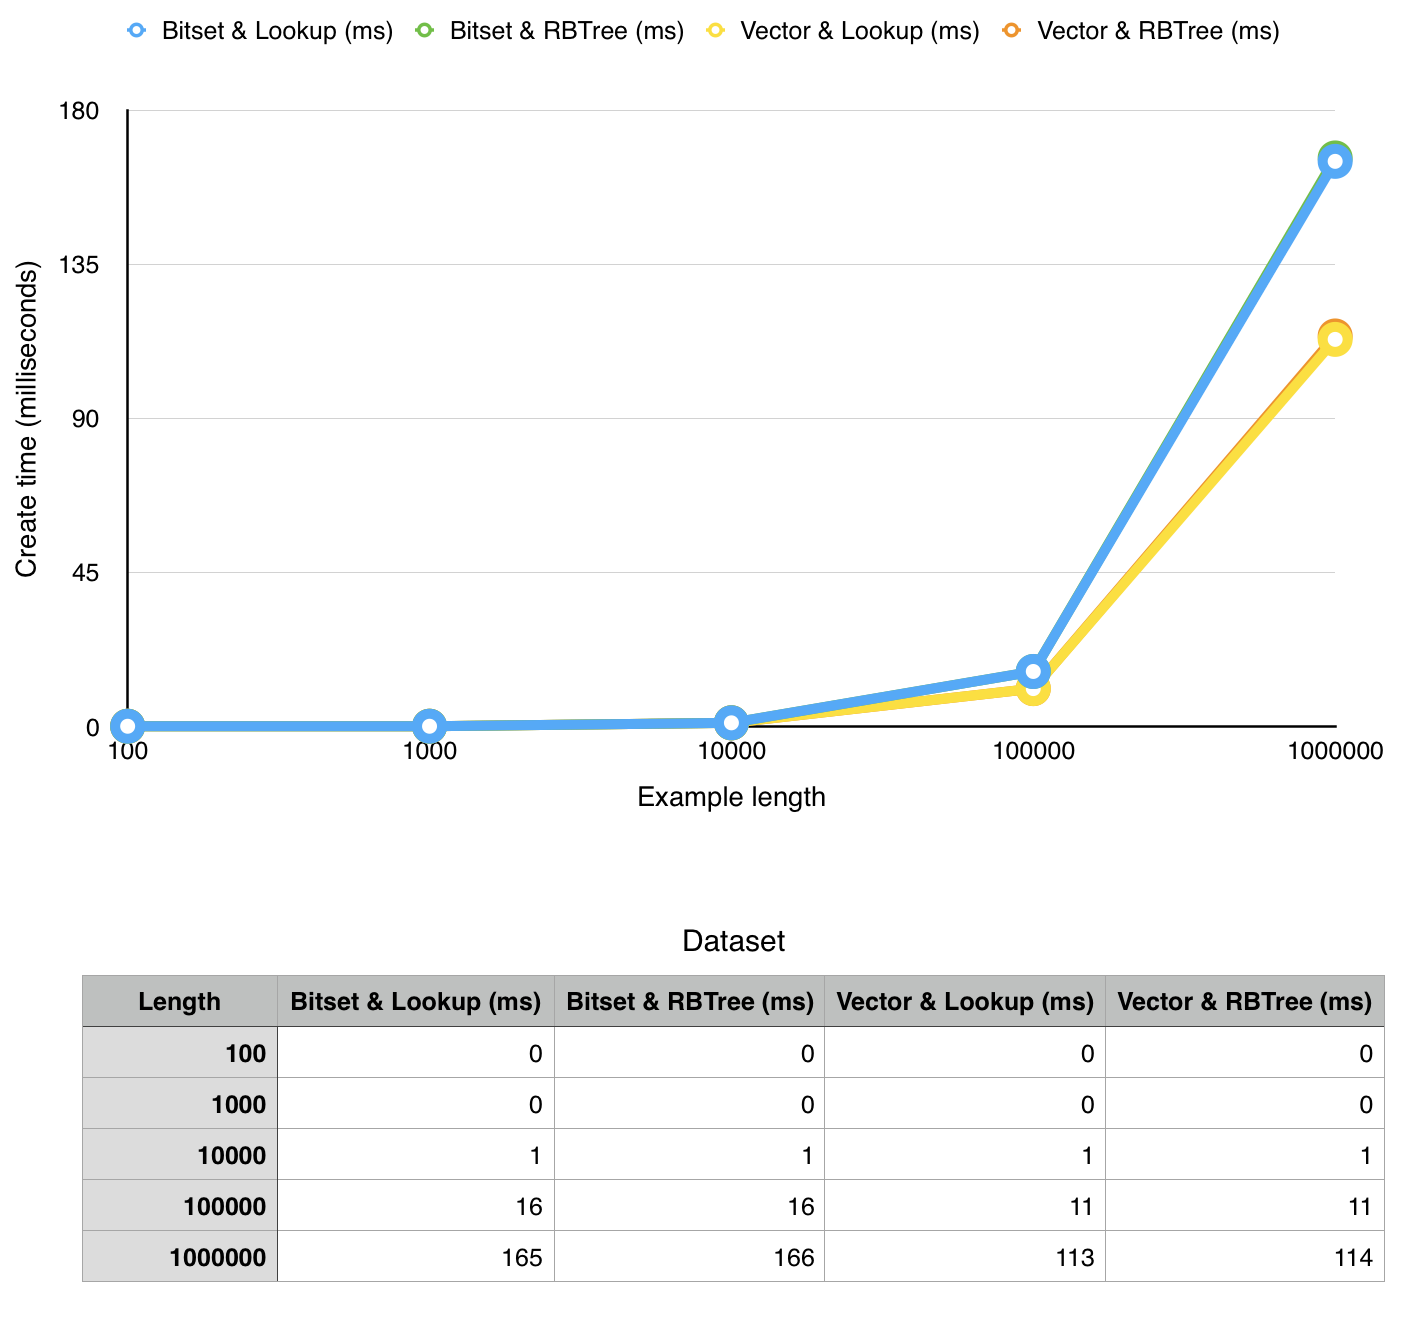 Bitset & Lookup (ms) Bitset & RBTree (ms) Vector & Lookup (ms) Vector & RBTree (ms)
180
135
90
45
0
Create time (milliseconds)
100 1000 10000 100000 1000000
Example length
Dataset
Length Bitset & Lookup (ms) Bitset & RBTree (ms) Vector & Lookup (ms) Vector & RBTree (ms)
100 0 0 0 0
1000 0 0 0 0
10000 1 1 1 1
100000 16 16 11 11
1000000 165 166 113 114